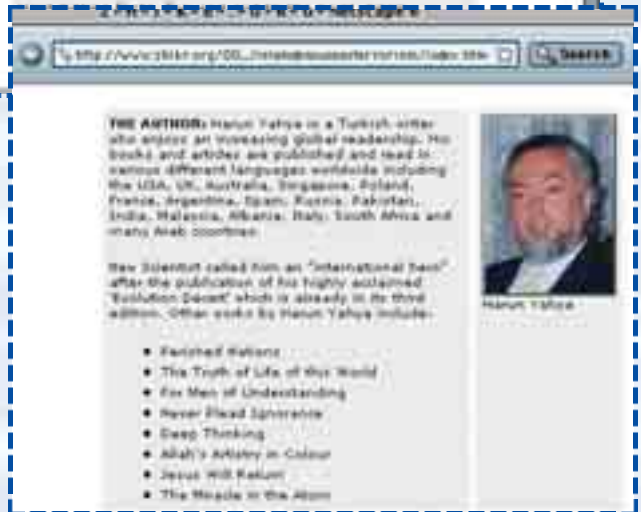 Netscape 6
Search
THE AUTHOR: Harun Yahya is a Turkish writer
who enjoys an increasing global readership. His
books and articles are published and read in
various different languages worldwide including
the USA, UK, Australia, Singapore, Poland,
France, Argentina, Spain, Russia, Pakistan,
India, Malaysia, Albania, Italy, South Africa and
many Arab countries.
New Scientist called him an "international hero"
after the publication of his highly acclaimed
'Evolution Deceit' which is already in its third
edition. Other works by Harun Yahya include:
Harun Yahya
• Perished Nations
• The Truth of Life of this World
• For Men of Understanding
• Never Plead Ignorance
• Deep Thinking
• Allah's Artistry in Colour
• Jesus Will Return
• The Miracle in the Atom